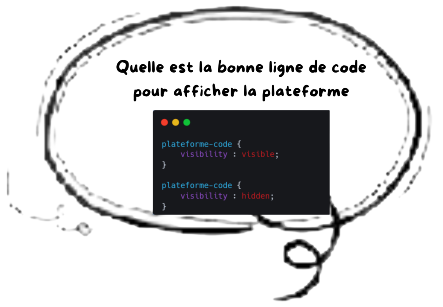 Quelle est la bonne ligne de code
pour afficher la plateforme
plateforme-code {
visibility : visible;
}
plateforme-code {
visibility : hidden;
}